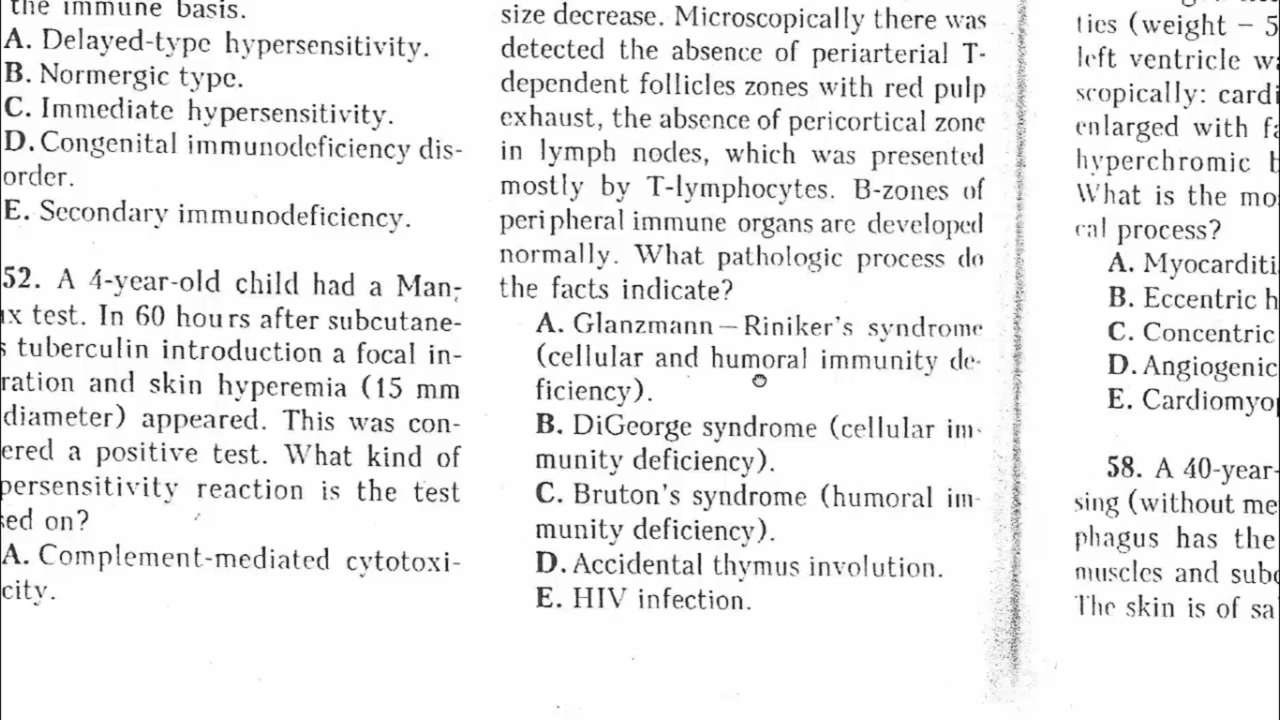 the immune basis.
A. Delayed-type hypersensitivity.
B. Normergic type.
C. Immediate hypersensitivity.
D. Congenital immunodeficiency dis-
order.
E. Secondary immunodeficiency.
52. A 4-year-old child had a Man-
x test. In 60 hours after subcutane-
s tuberculin introduction a focal in-
ration and skin hyperemia (15 mm
diameter) appeared. This was con-
ered a positive test. What kind of
persensitivity reaction is the test
sed on?
A. Complement-mediated cytotoxi-
city.
size decrease. Microscopically there was
detected the absence of periarterial T-
dependent follicles zones with red pulp
exhaust, the absence of pericortical zone
in lymph nodes, which was presented
mostly by T-lymphocytes. B-zones of
peripheral immune organs are developed
normally. What pathologic process do
the facts indicate?
A. Glanzmann – Riniker's syndrome
(cellular and humoral immunity de-
ficiency).
B. DiGeorge syndrome (cellular im-
munity deficiency).
C. Bruton's syndrome (humoral im-
munity deficiency).
D. Accidental thymus involution.
E. HIV infection.
ties (weight – 5
left ventricle wa
scopically: cardi
enlarged with fa
hyperchromic b
What is the mos
cal process?
A. Myocarditi
B. Eccentric h
C. Concentric
D. Angiogenic
E. Cardiomyo
58. A 40-year-
sing (without me
phagus has the
muscles and subc
The skin is of sa